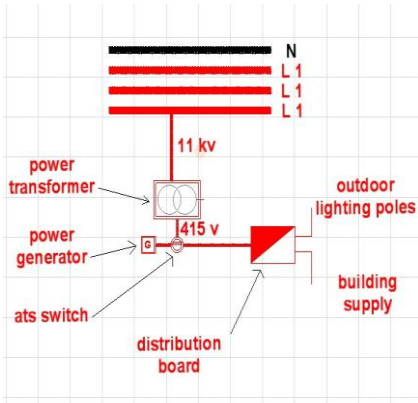 N
L 1
L 1
L 1
11 kv
power
transformer
outdoor
lighting poles
415 v
power
generator
G
ats switch
building
supply
distribution
board